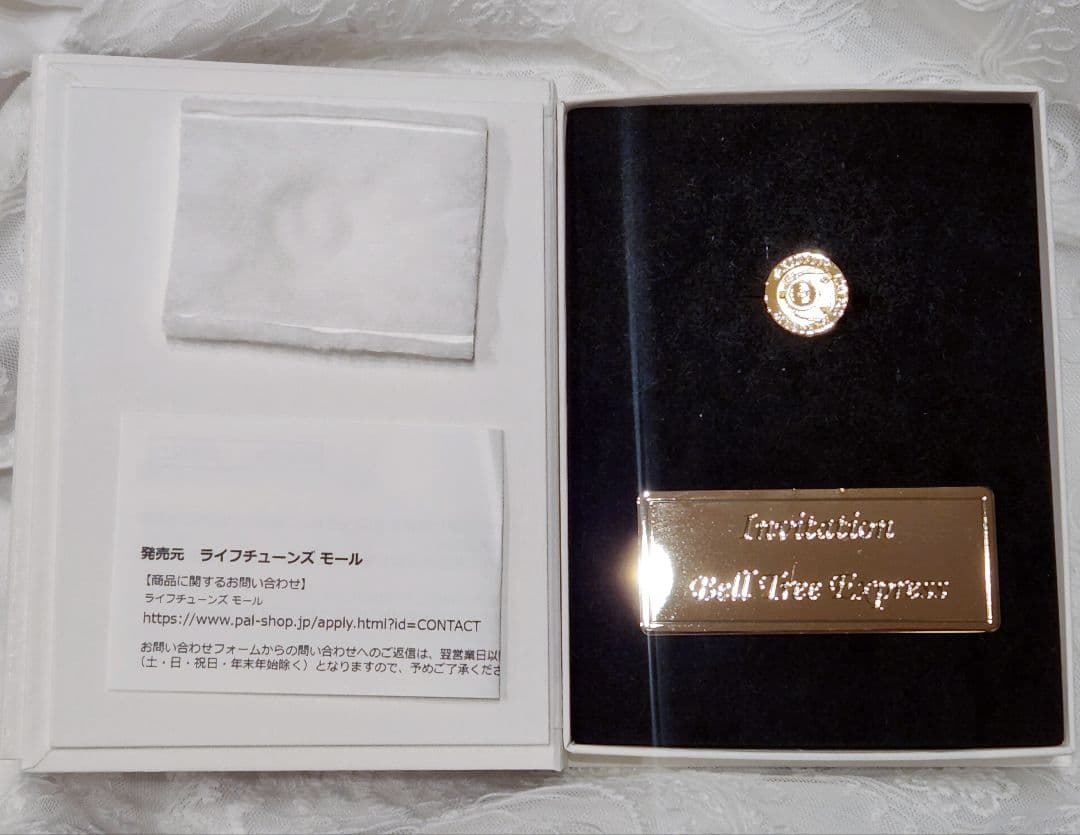 発売元 ライフチューンズ モール
【商品に関するお問い合わせ】
ライフチューンズ モール
https://www.pal-shop.jp/apply.html?id=CONTACT
お問い合わせフォームからの問い合わせへのご返信は、翌営業日以
(土・日・祝日・年末年始除く)となりますので、予めご了承くださ
Invitation
Bell Tree Express